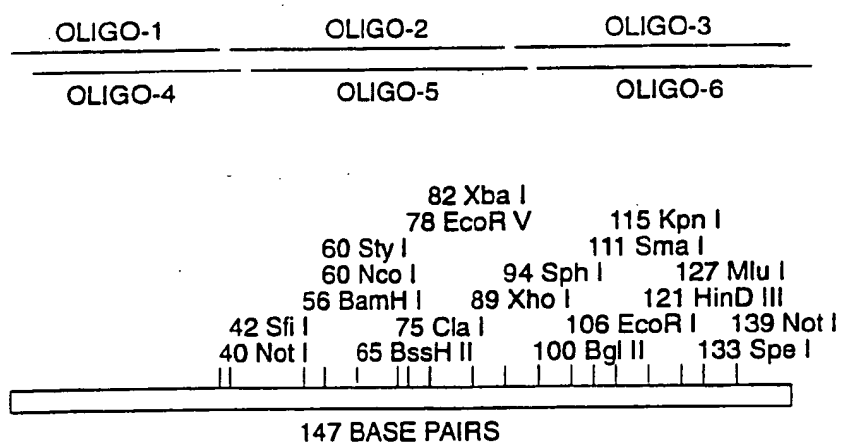 OLIGO-1 OLIGO-2 OLIGO-3
OLIGO-4 OLIGO-5 OLIGO-6
82 Xba I
78 EcoR V 115 Kpn I
60 Sty I 111 Sma I
60 Nco I 94 Sph I 127 Mlu I
56 BamH I 89 Xho I 121 HinD III
42 Sfi I 75 Cla I 106 EcoR I 139 Not I
40 Not I 65 BssH II 100 Bgl II 133 Spe I
147 BASE PAIRS